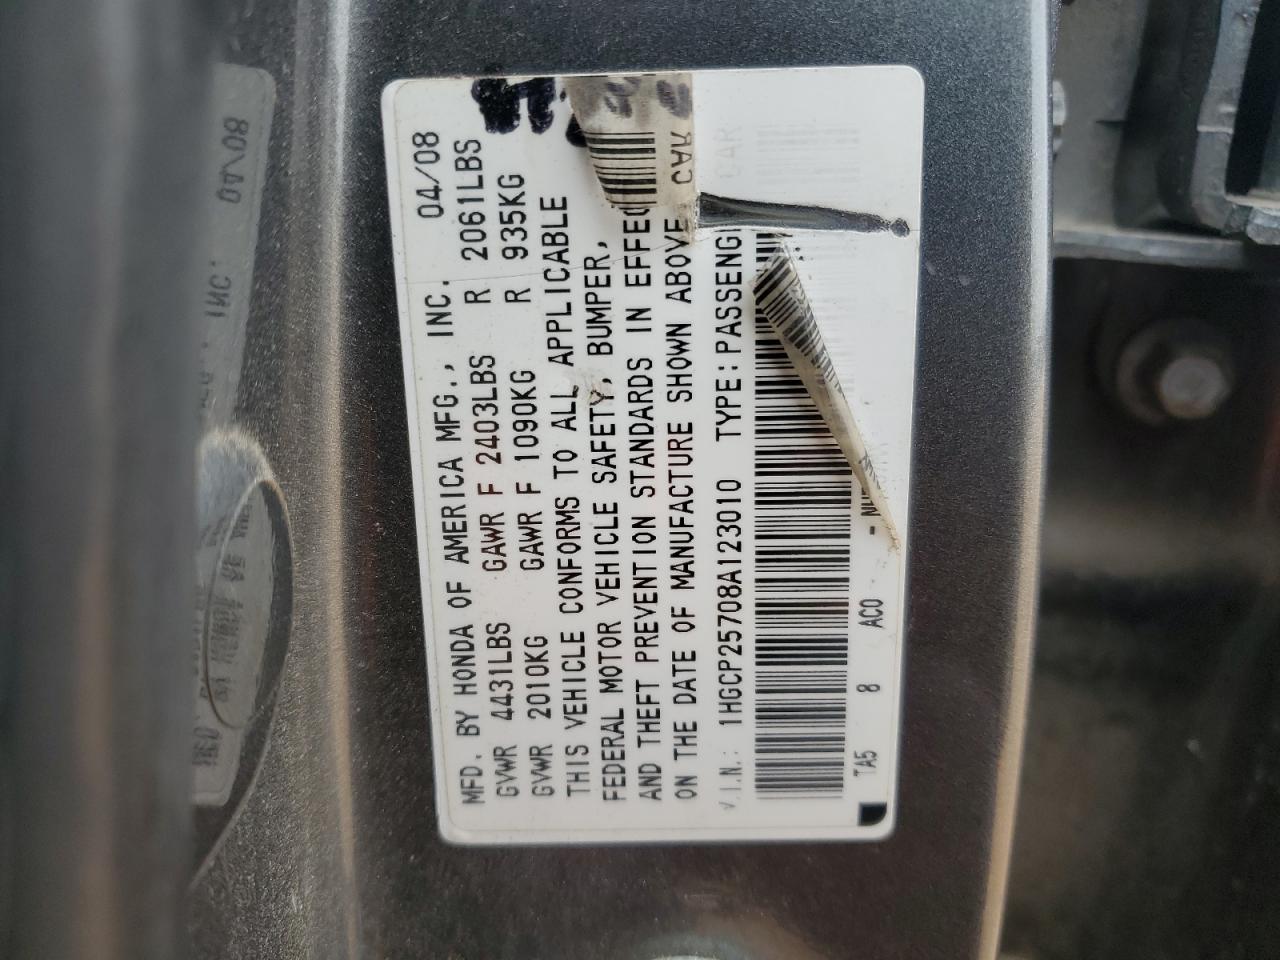 MFD. BY HONDA OF AMERICA MFG., INC. 04/08
GVWR 4431LBS GAWR F 2403LBS R 2061LBS
GVWR 2010KG GAWR F 1090KG R 935KG
THIS VEHICLE CONFORMS TO ALL APPLICABLE
FEDERAL MOTOR VEHICLE SAFETY, BUMPER,
AND THEFT PREVENTION STANDARDS IN EFFEC
ON THE DATE OF MANUFACTURE SHOWN ABOVE
V.I.N.: 1HGCP25708A123010 TYPE:PASSENG
CAR
TA5 8 ACO -